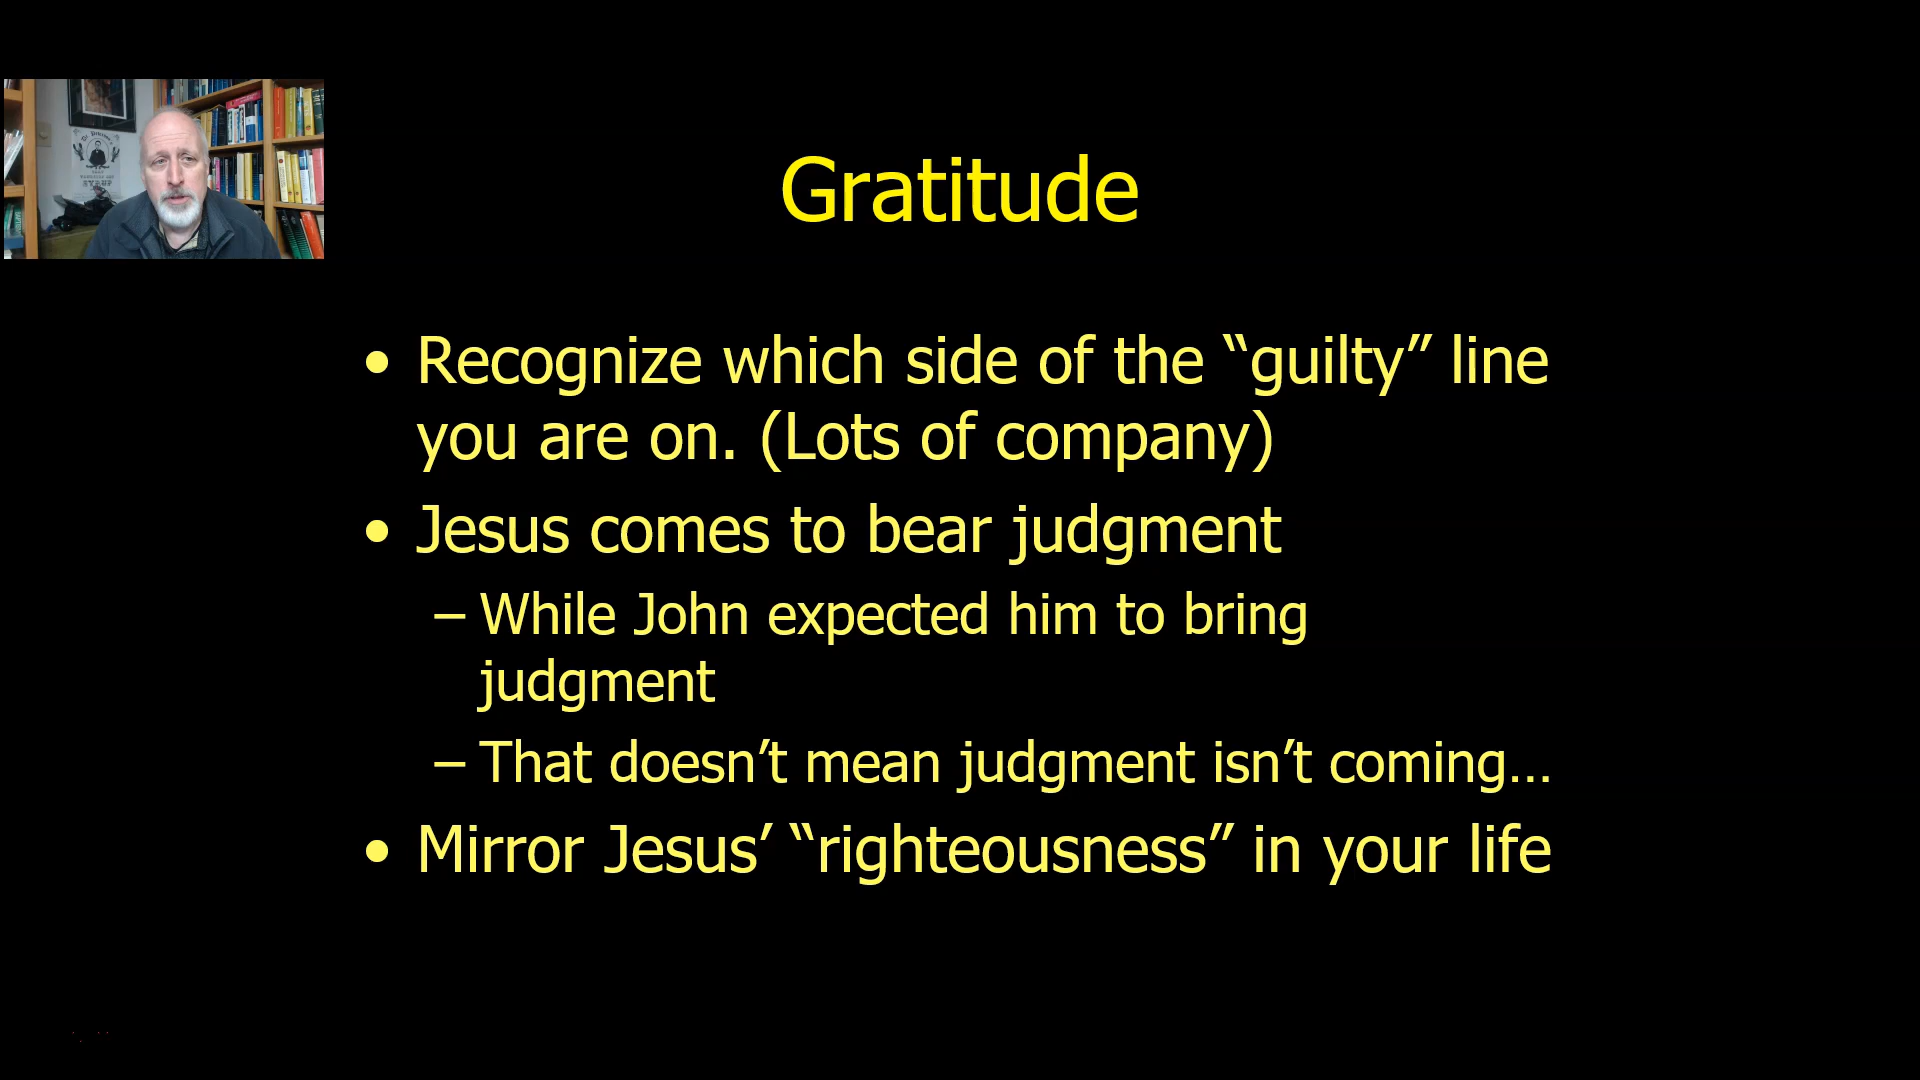 Gratitude
• Recognize which side of the “guilty” line
you are on. (Lots of company)
• Jesus comes to bear judgment
– While John expected him to bring
judgment
– That doesn’t mean judgment isn’t coming…
• Mirror Jesus’ “righteousness” in your life
SYRUP